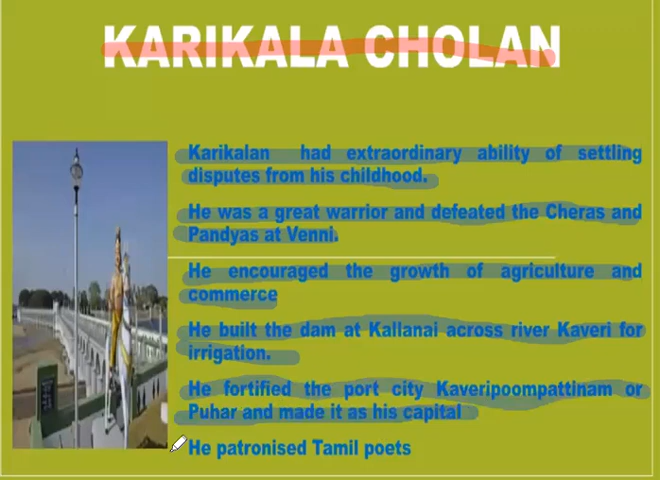 KARIKALA CHOLAN
Karikalan had extraordinary ability of settling
disputes from his childhood.
He was a great warrior and defeated the Cheras and
Pandyas at Venni.
He encouraged the growth of agriculture and
commerce
He built the dam at Kallanai across river Kaveri for
irrigation.
He fortified the port city Kaveripoompattinam or
Puhar and made it as his capital
He patronised Tamil poets